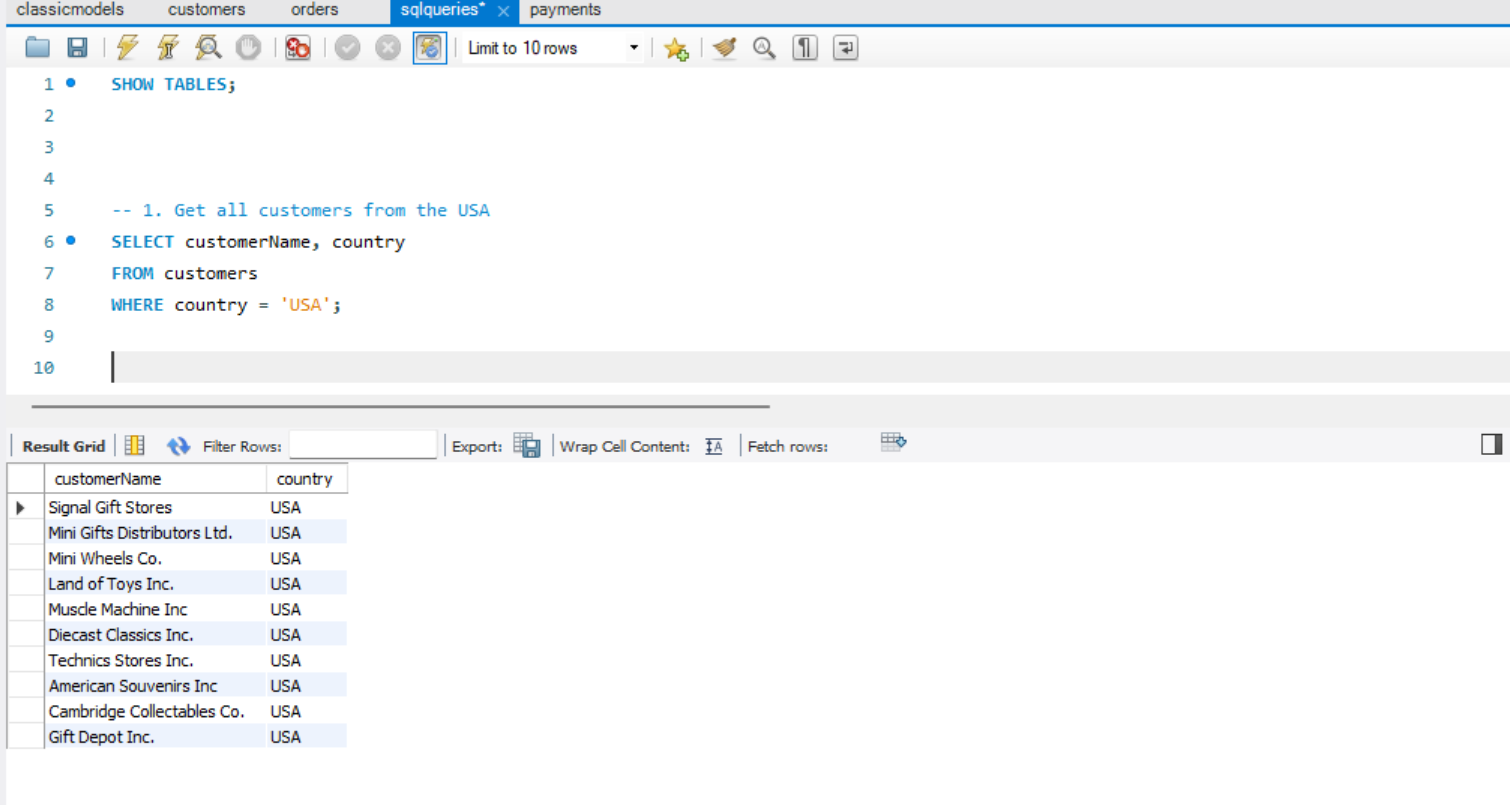 classicmodels customers orders sqlqueries* payments
Limit to 10 rows
1 SHOW TABLES;
2
3
4
5 -- 1. Get all customers from the USA
6 SELECT customerName, country
7 FROM customers
8 WHERE country = 'USA';
9
10
Result Grid Filter Rows: Export: Wrap Cell Content: Fetch rows:
customerName country
Signal Gift Stores USA
Mini Gifts Distributors Ltd. USA
Mini Wheels Co. USA
Land of Toys Inc. USA
Muscle Machine Inc USA
Diecast Classics Inc. USA
Technics Stores Inc. USA
American Souvenirs Inc USA
Cambridge Collectables Co. USA
Gift Depot Inc. USA